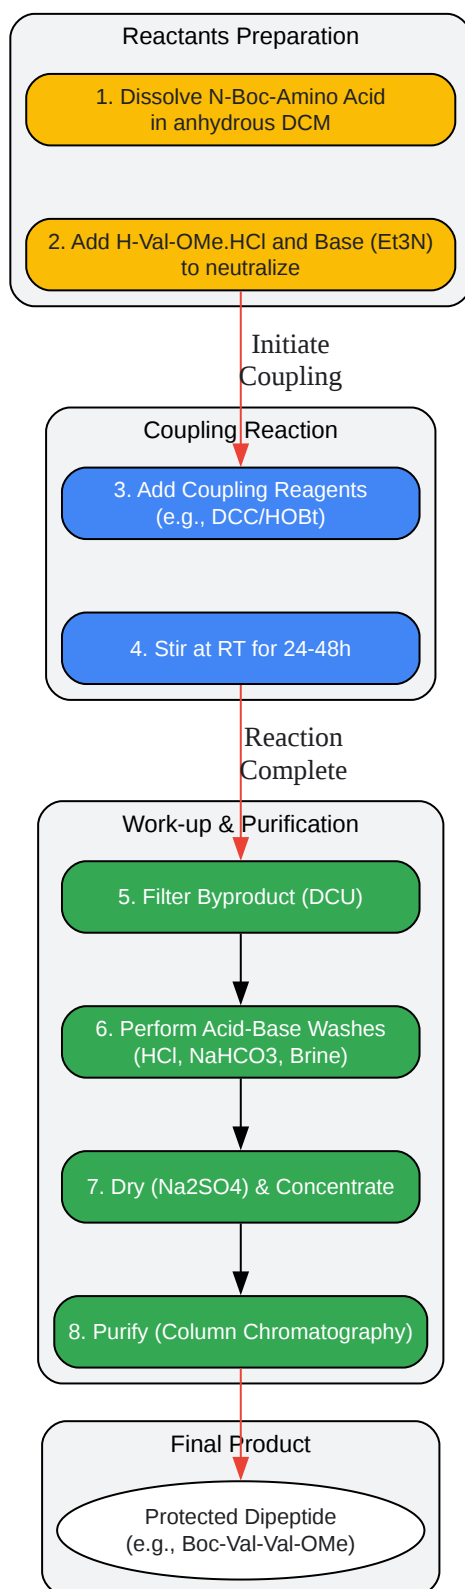 Reactants Preparation
1. Dissolve N-Boc-Amino Acid
in anhydrous DCM
2. Add H-Val-OMe.HCl and Base (Et3N)
to neutralize
Initiate
Coupling
Coupling Reaction
3. Add Coupling Reagents
(e.g., DCC/HOBt)
4. Stir at RT for 24-48h
Reaction
Complete
Work-up & Purification
5. Filter Byproduct (DCU)
6. Perform Acid-Base Washes
(HCl, NaHCO3, Brine)
7. Dry (Na2SO4) & Concentrate
8. Purify (Column Chromatography)
Final Product
Protected Dipeptide
(e.g., Boc-Val-Val-OMe)